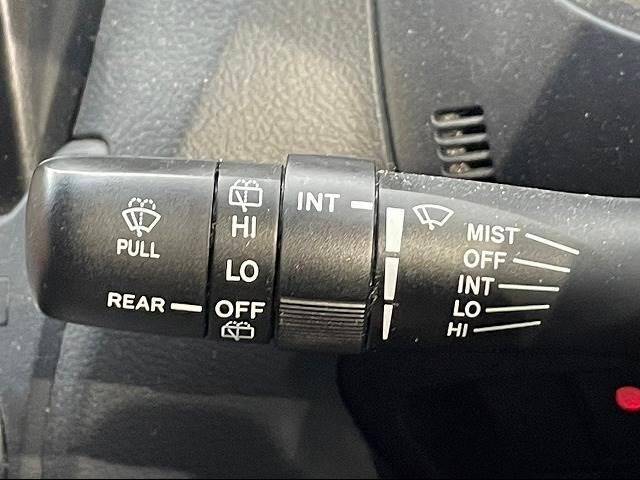 PULL
REAR
HI
LO
OFF
INT
MIST
OFF
INT
LO
HI